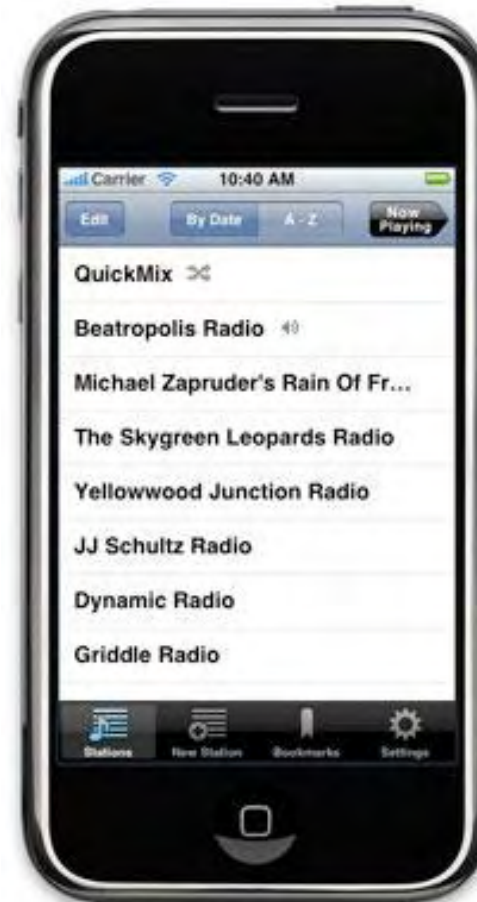 Carrier 10:40 AM
Edit By Date A - Z Now Playing
QuickMix
Beatropolis Radio
Michael Zapruder's Rain Of Fr...
The Skygreen Leopards Radio
Yellowwood Junction Radio
JJ Schultz Radio
Dynamic Radio
Griddle Radio
Stations New Station Bookmarks Settings